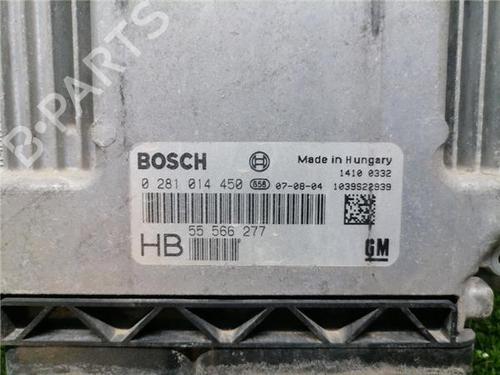 B-PARTS
BOSCH
Made in Hungary
1410 0332
0 281 014 450 658 07-08-04 1039S22939
55 566 277
HB
GM